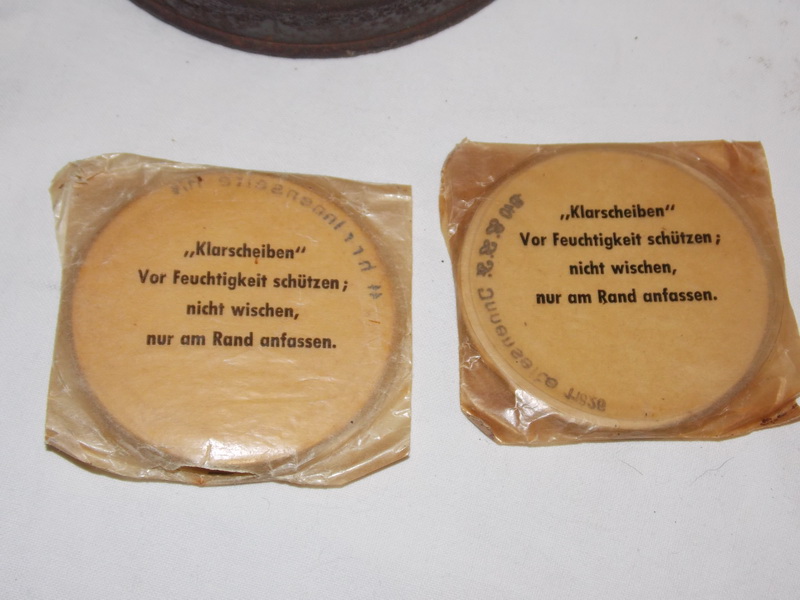 „Klarscheiben“
Vor Feuchtigkeit schützen;
nicht wischen,
nur am Rand anfassen.
„Klarscheiben“
Vor Feuchtigkeit schützen;
nicht wischen,
nur am Rand anfassen.